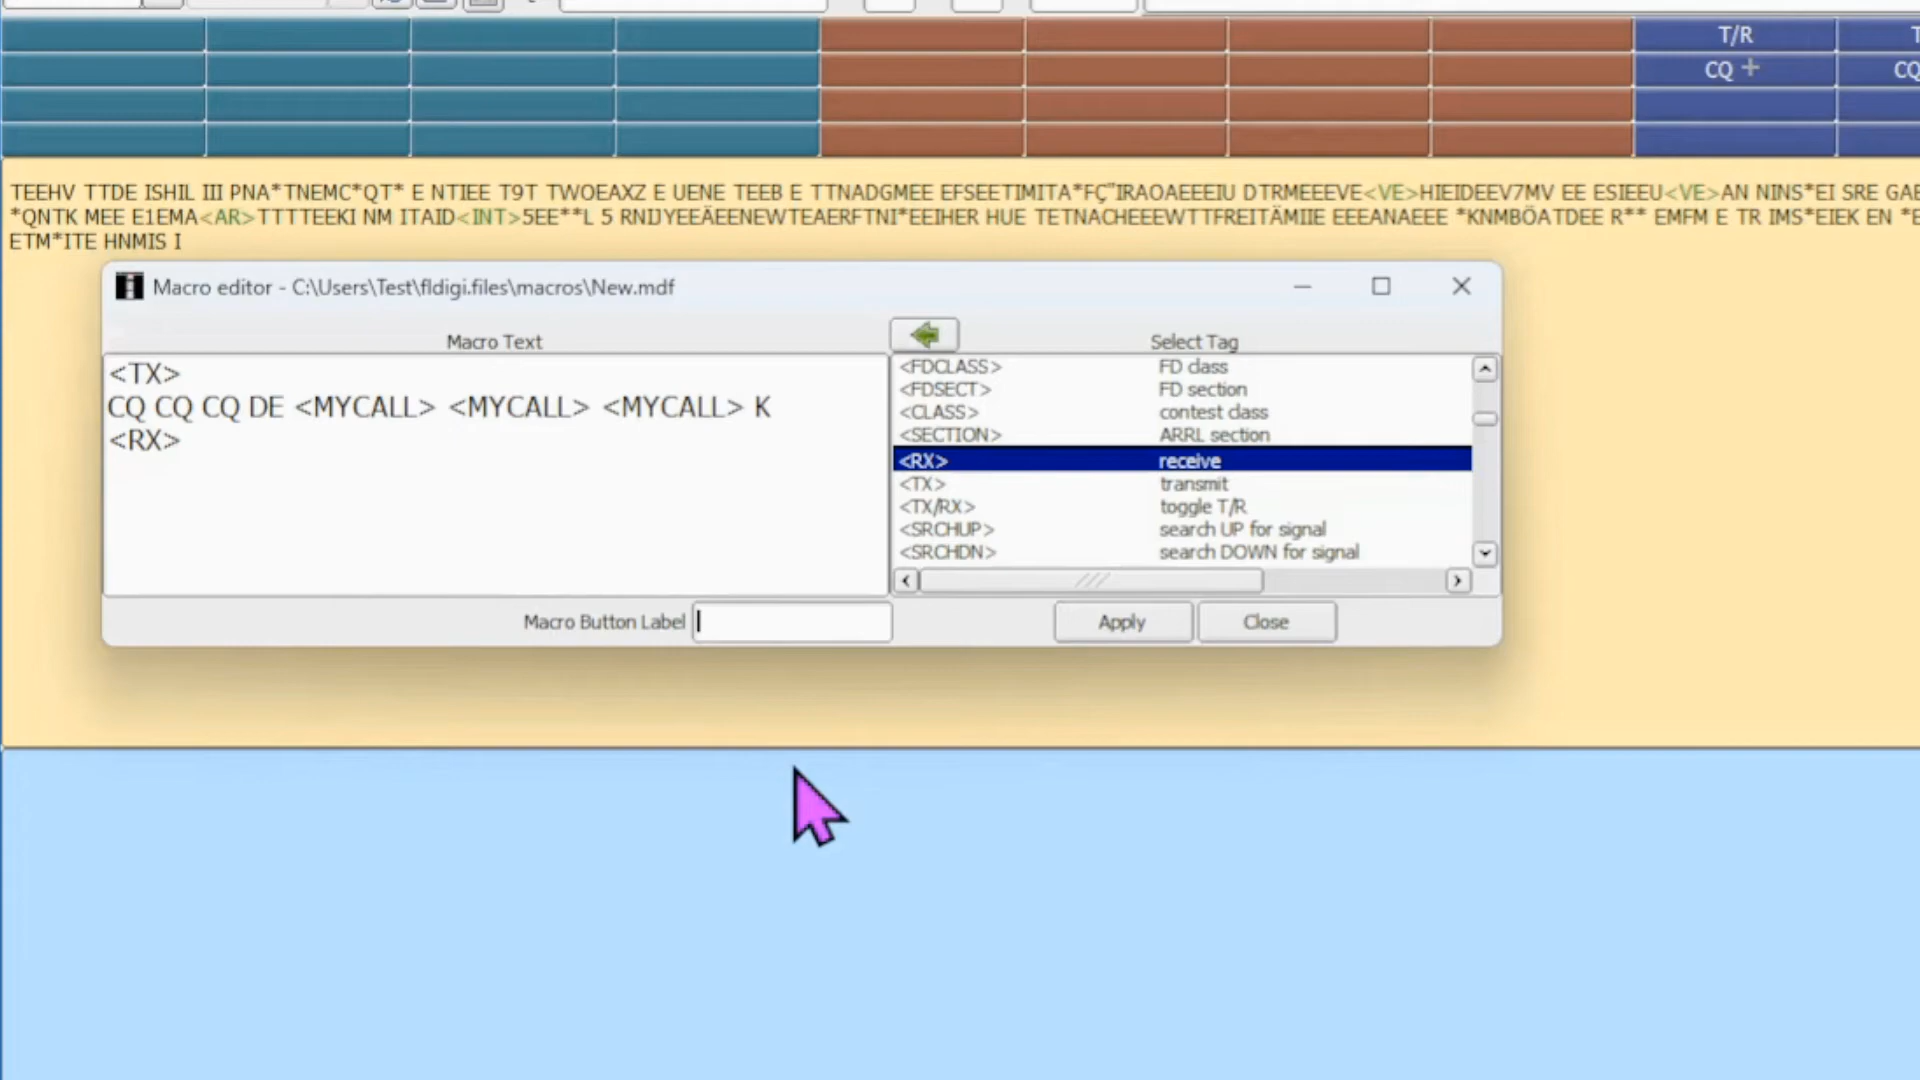 T/R
CQ +
CQ
TEEHV TTDE ISHIL III PNA*TNEMC*QT* E NTIEE T9T TWOEAXZ E UENE TEEB E TTNADGMEE EFSEETIMITA*FÇ"IRAOAEEEIU DTRMEEEVE<VE>HIEIDEEV7MV EE ESIEEU<VE>AN NINS*EI SRE GAE
*QNTK MEE E1EMA<AR>TTTTEEKI NM ITAID<INT>5EE**L 5 RNIJYEEÄEENEWTEAERFTNI*EEIHER HUE TETNACHEEEWTTFREITÄMIIE EEEANAEEE *KNMBÖATDEE R** EMFM E TR IMS*EIEK EN *E
ETM*ITE HNMIS I
Macro editor - C:\Users\Test\fldigi.files\macros\New.mdf
Macro Text
Select Tag
<TX>
CQ CQ CQ DE <MYCALL> <MYCALL> <MYCALL> K
<RX>
<FDCLASS> FD class
<FDSECT> FD section
<CLASS> contest class
<SECTION> ARRL section
<RX> receive
<TX> transmit
<TX/RX> toggle T/R
<SRCHUP> search UP for signal
<SRCHDN> search DOWN for signal
Macro Button Label
Apply
Close